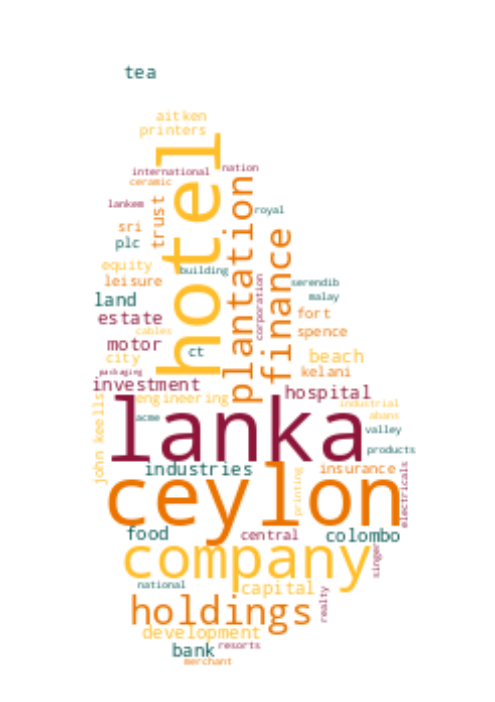 tea
aitken
printers
hotel
international
nation
ceramic
plantation
lankem
trust
royal
sri
plc
finance
equity
building
leisure
corporation
serendib
land
malay
estate
fort
cables
spence
motor
ct
city
beach
packaging
kelani
investment
hospital
john keells
engineering
lanka
industrial
acme
abans
valley
products
industries
insurance
electricals
ceylon
printing
food
central
colombo
company
singer
national
capital
holdings
realty
development
bank
resorts
merchant